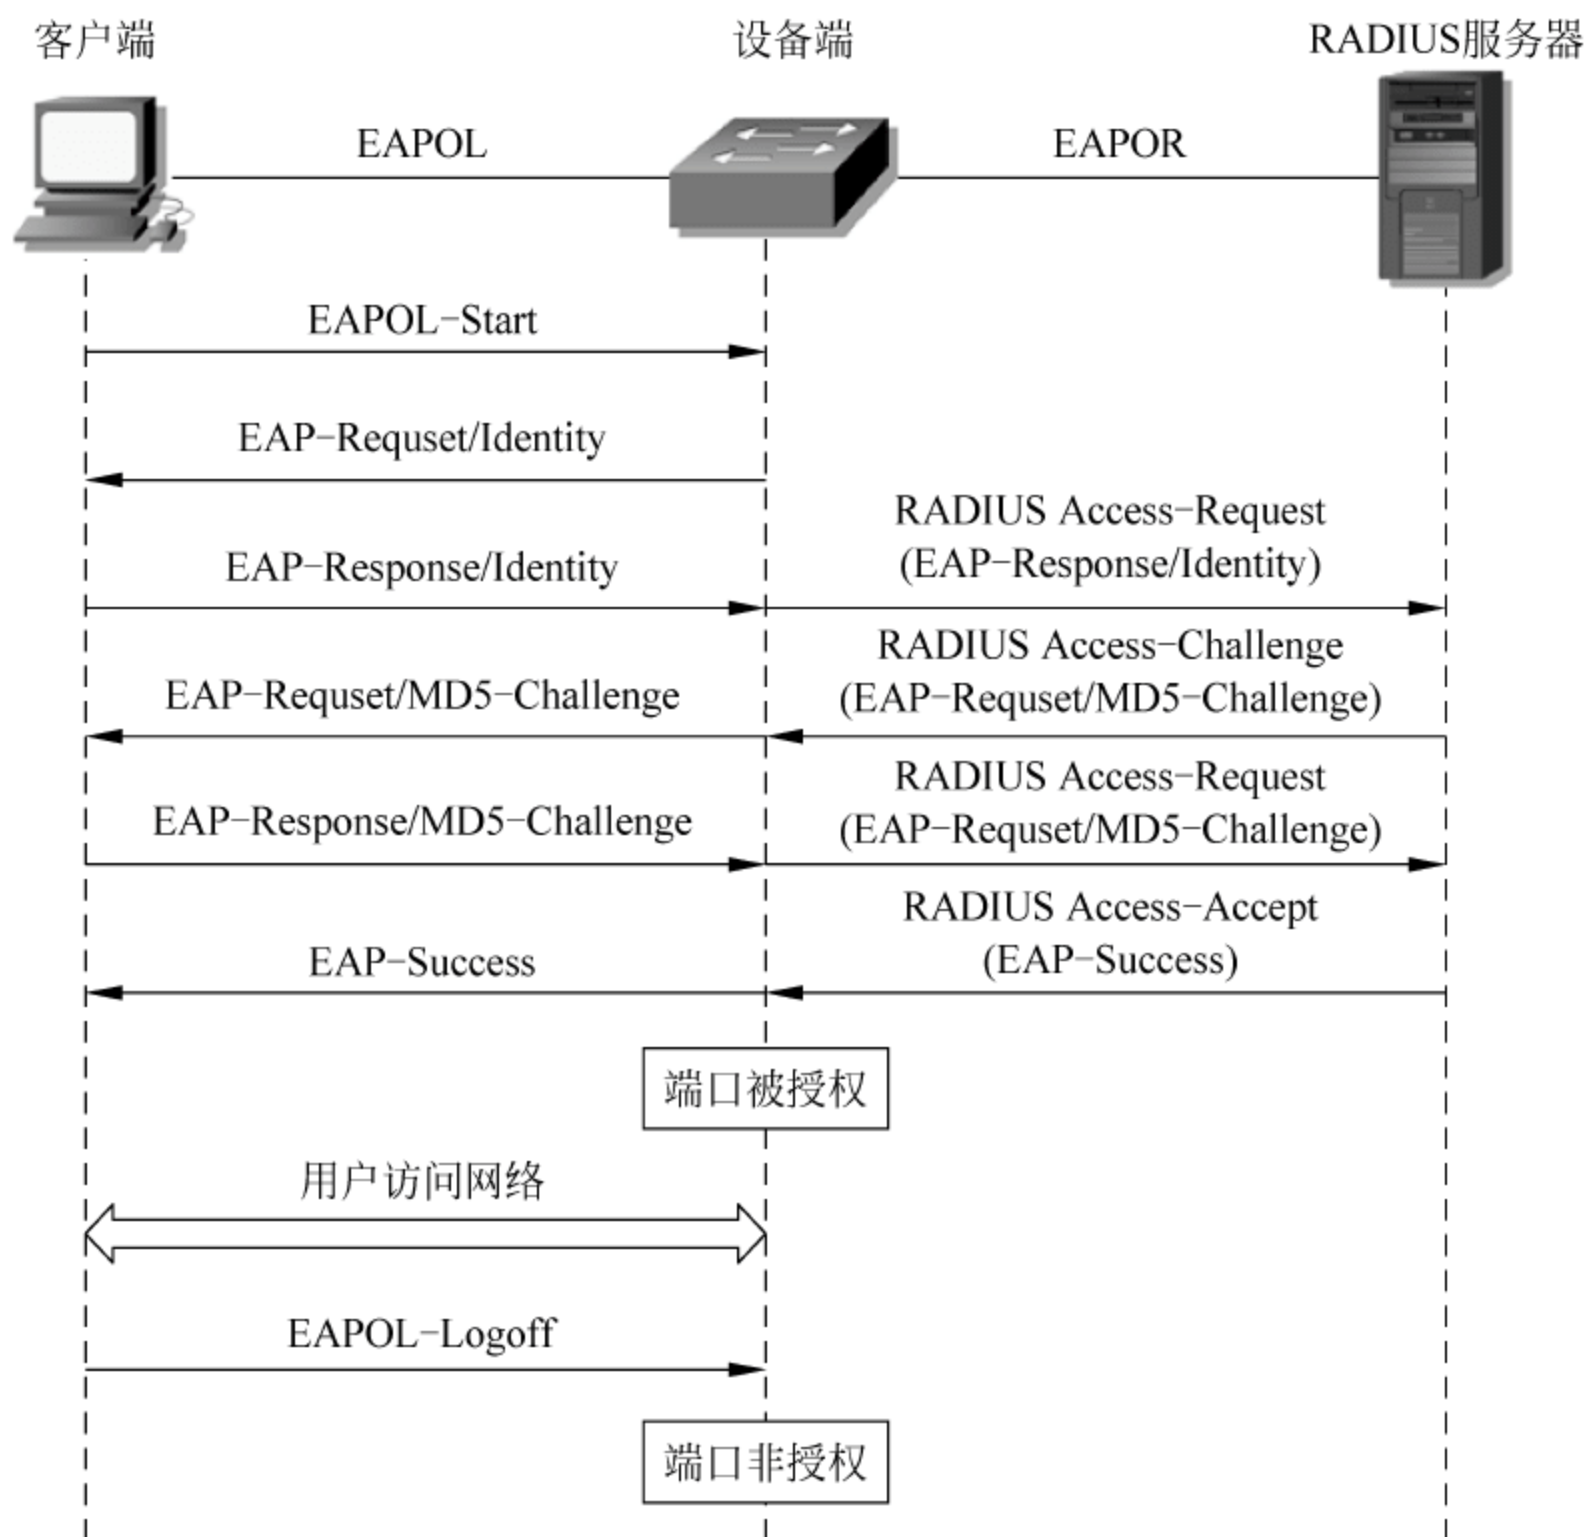 客户端
设备端
RADIUS服务器
EAPOL
EAPOR
EAPOL-Start
EAP-Requset/Identity
EAP-Response/Identity
RADIUS Access-Request
(EAP-Response/Identity)
EAP-Requset/MD5-Challenge
RADIUS Access-Challenge
(EAP-Requset/MD5-Challenge)
EAP-Response/MD5-Challenge
RADIUS Access-Request
(EAP-Requset/MD5-Challenge)
EAP-Success
RADIUS Access-Accept
(EAP-Success)
端口被授权
用户访问网络
EAPOL-Logoff
端口非授权